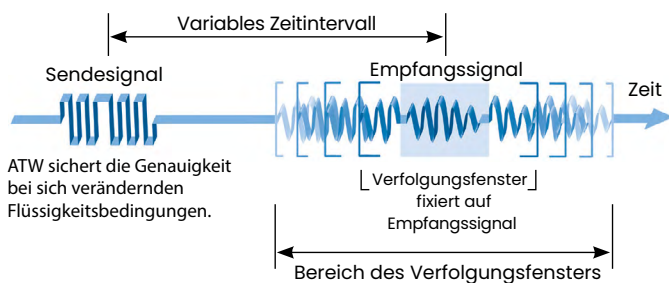 Variables Zeitintervall
Sendesignal
Empfangssignal
Zeit
ATW sichert die Genauigkeit
bei sich verändernden
Flüssigkeitsbedingungen.
Verfolgungsfenster
fixiert auf
Empfangssignal
Bereich des Verfolgungsfensters